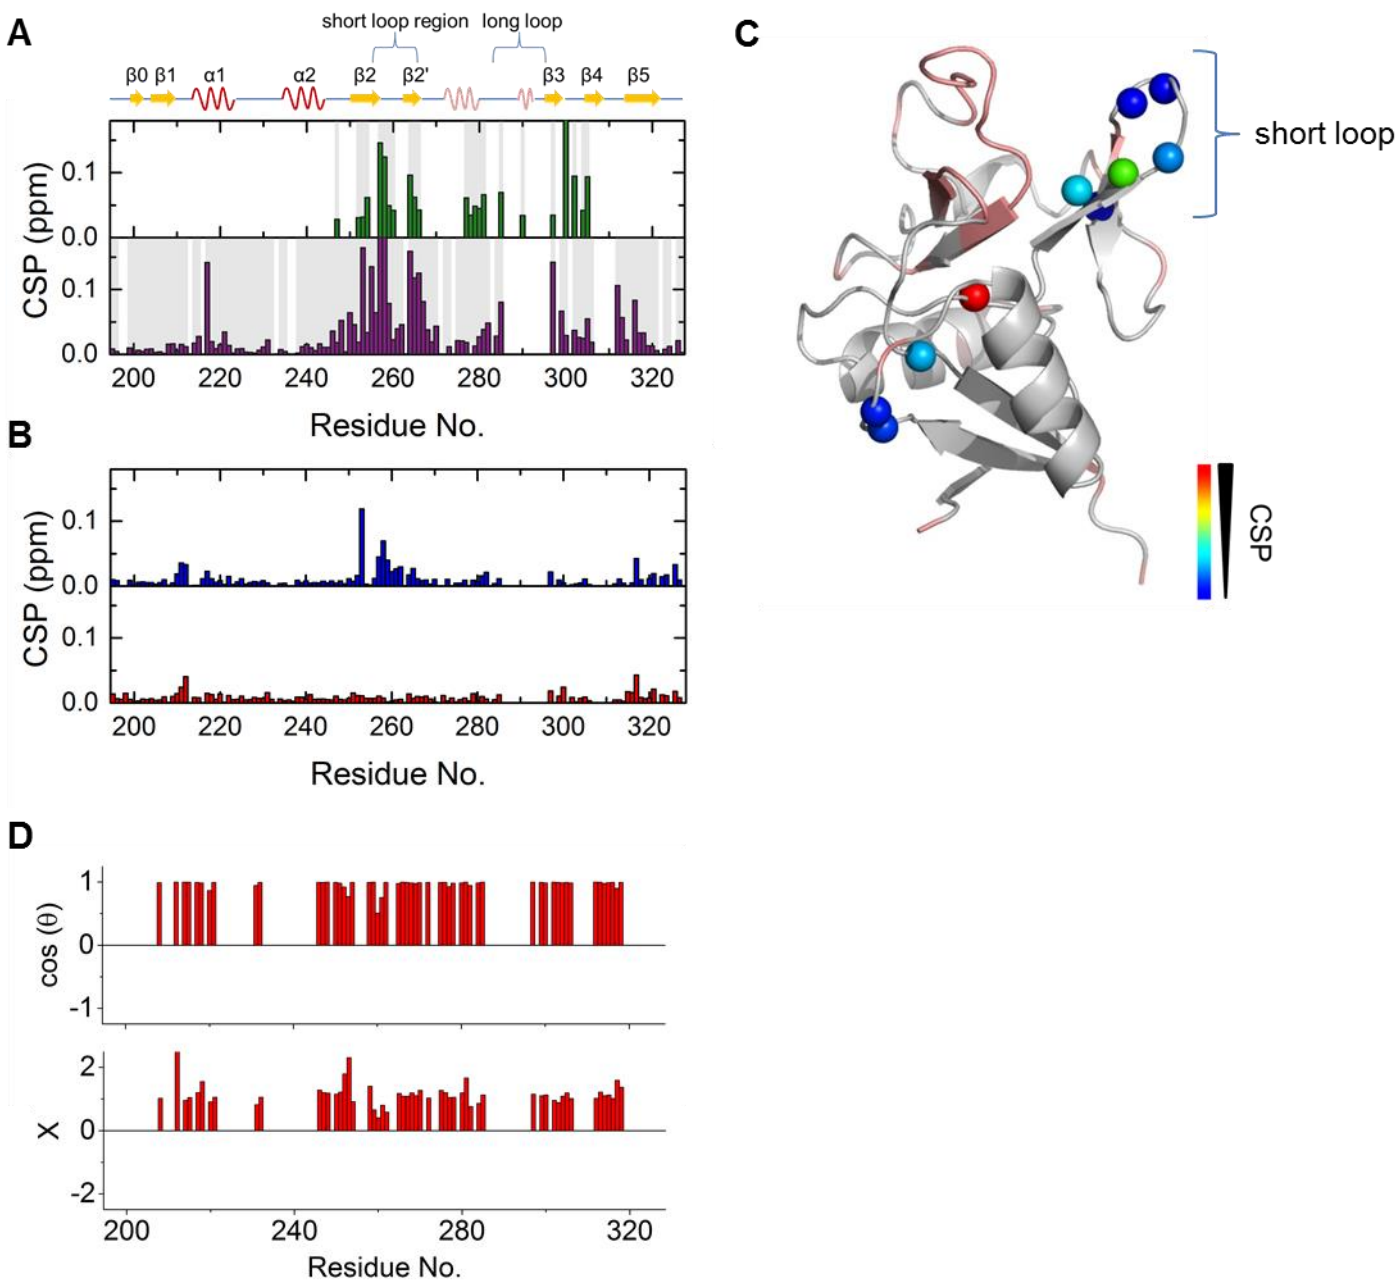 A
short loop region
long loop
β0 β1 α1 α2 β2 β2' β3 β4 β5
0.1
0.0
0.1
0.0
CSP (ppm)
200 220 240 260 280 300 320
Residue No.
B
0.1
0.0
0.1
0.0
CSP (ppm)
200 220 240 260 280 300 320
Residue No.
C
short loop
CSP
D
1
0
-1
cos (θ)
2
0
-2
X
200 240 280 320
Residue No.